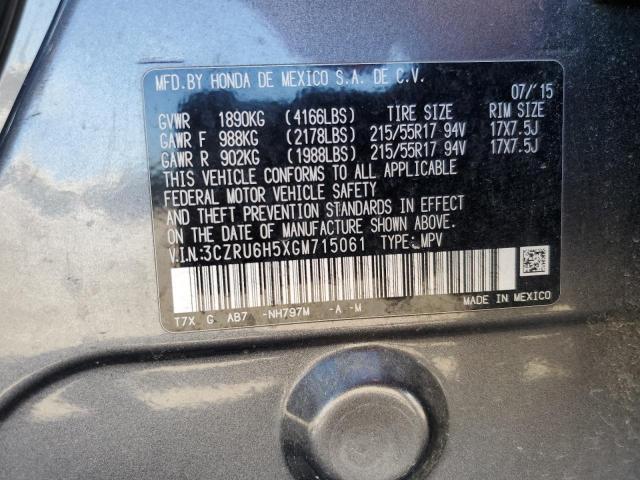 MFD.BY HONDA DE MEXICO S.A. DE C.V.
07/'15
GVWR 1890KG (4166LBS) TIRE SIZE RIM SIZE
GAWR F 988KG (2178LBS) 215/55R17 94V 17X7.5J
GAWR R 902KG (1988LBS) 215/55R17 94V 17X7.5J
THIS VEHICLE CONFORMS TO ALL APPLICABLE
FEDERAL MOTOR VEHICLE SAFETY
AND THEFT PREVENTION STANDARDS IN EFFECT
ON THE DATE OF MANUFACTURE SHOWN ABOVE.
V.I.N:3CZRU6H5XGM715061 TYPE: MPV
T7X G AB7 -NH797M -A -M MADE IN MEXICO